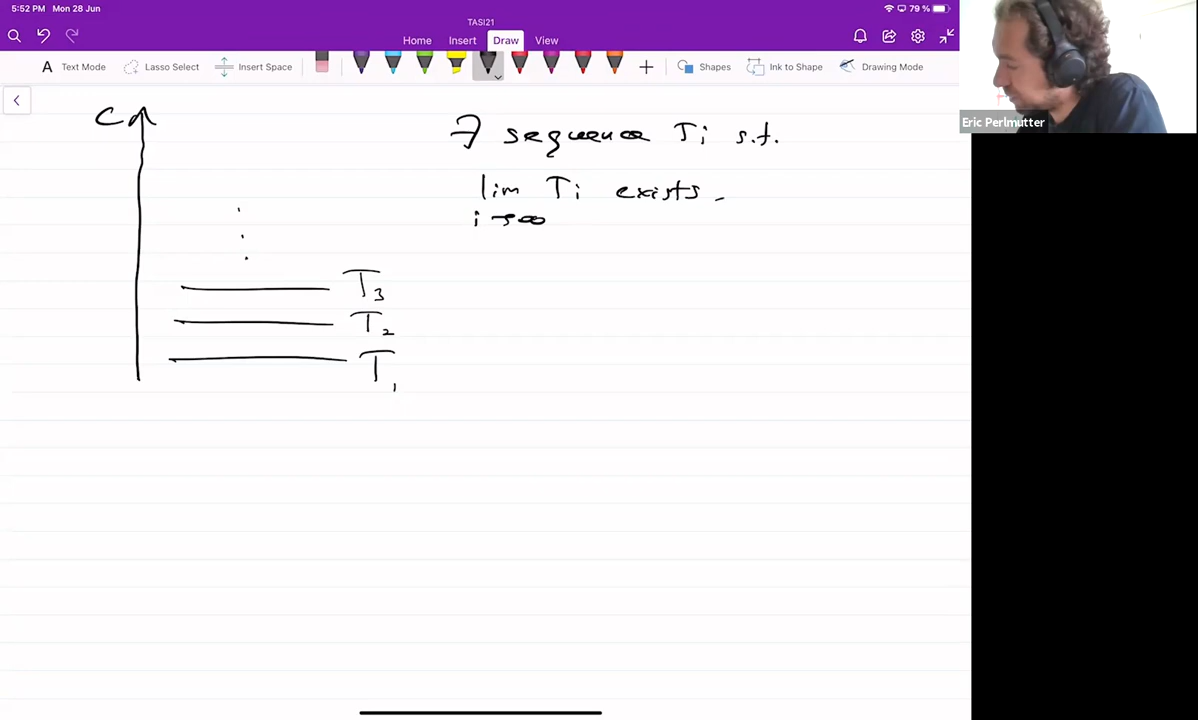 5:52 PM Mon 28 Jun
79 %
TASI21
Home Insert Draw View
Text Mode Lasso Select Insert Space Shapes Ink to Shape Drawing Mode
Eric Perlmutter
C
∃ sequence Ti s.t.
lim Ti exists.
i→∞
T3
T2
T1